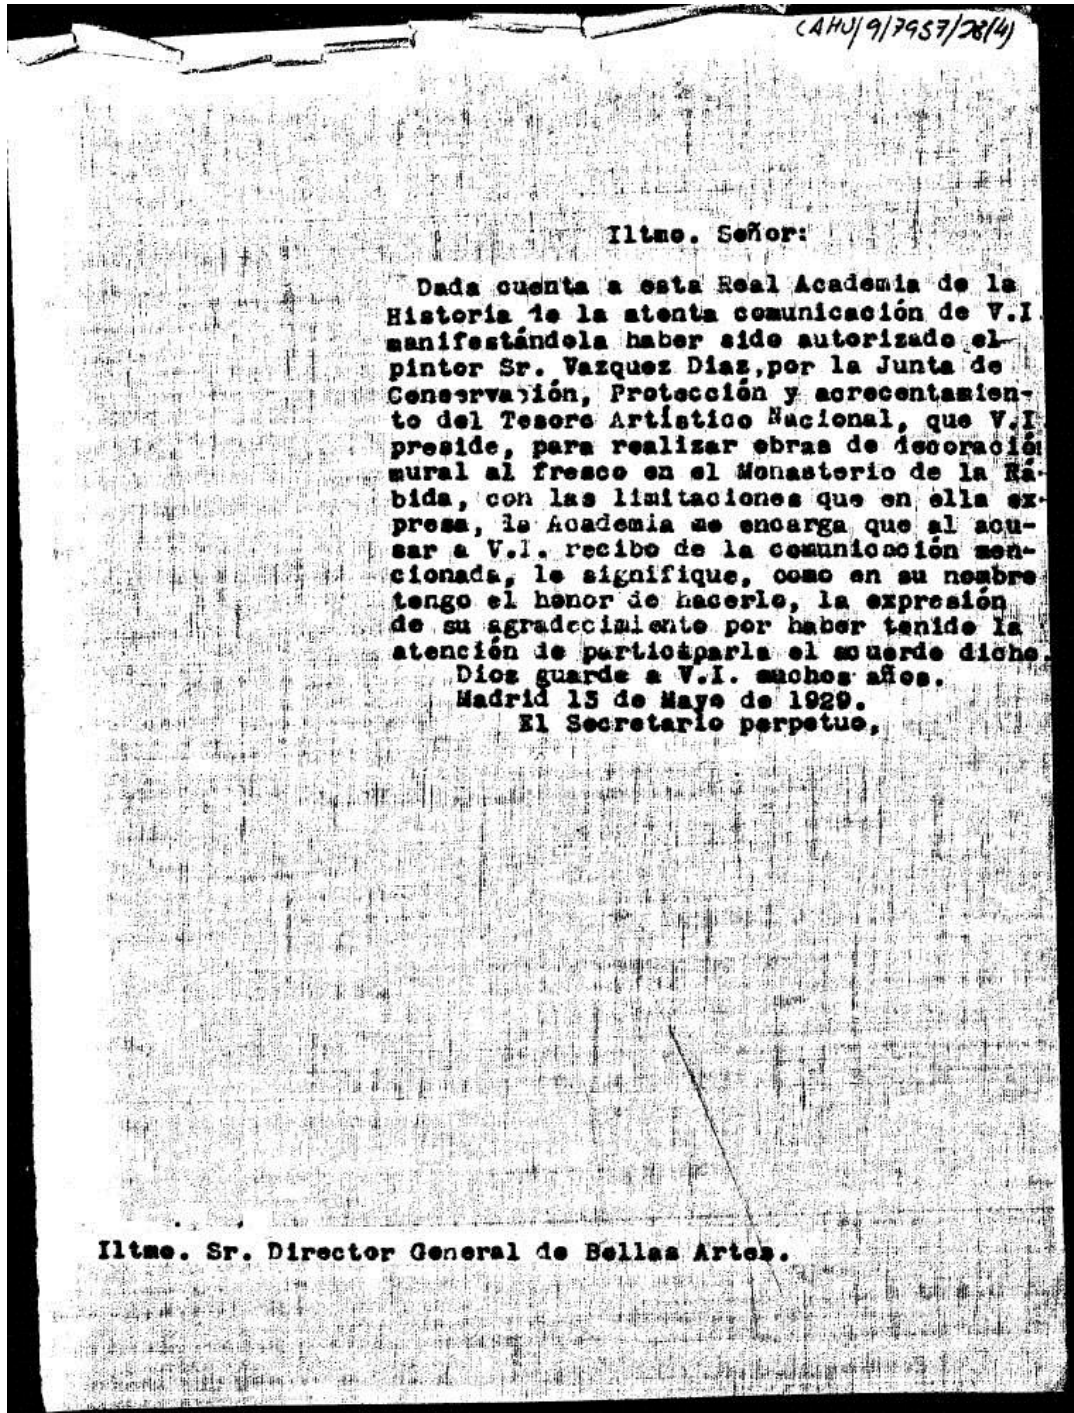 CAHU/9/7957/28(4)
Iltmo. Señor:
Dada cuenta a esta Real Academia de la
Historia de la atenta comunicación de V.I.
manifestándola haber sido autorizado el
pintor Sr. Vazquez Diaz,por la Junta de
Conservación, Protección y acrecentamien-
to del Tesoro Artístico Nacional, que V.I
preside, para realizar obras de decoració
mural al fresco en el Monasterio de la Rá-
bida, con las limitaciones que en ella ex-
presa, la Academia me encarga que al acu-
sar a V.I. recibo de la comunicación men-
cionada, le signifique, como en su nombre
tengo el honor de hacerlo, la expresión
de su agradecimiento por haber tenido la
atención de participarla el acuerdo dicho.
Dios guarde a V.I. muchos años.
Madrid 13 de Mayo de 1929.
El Secretario perpetuo,
Iltmo. Sr. Director General de Bellas Artes.